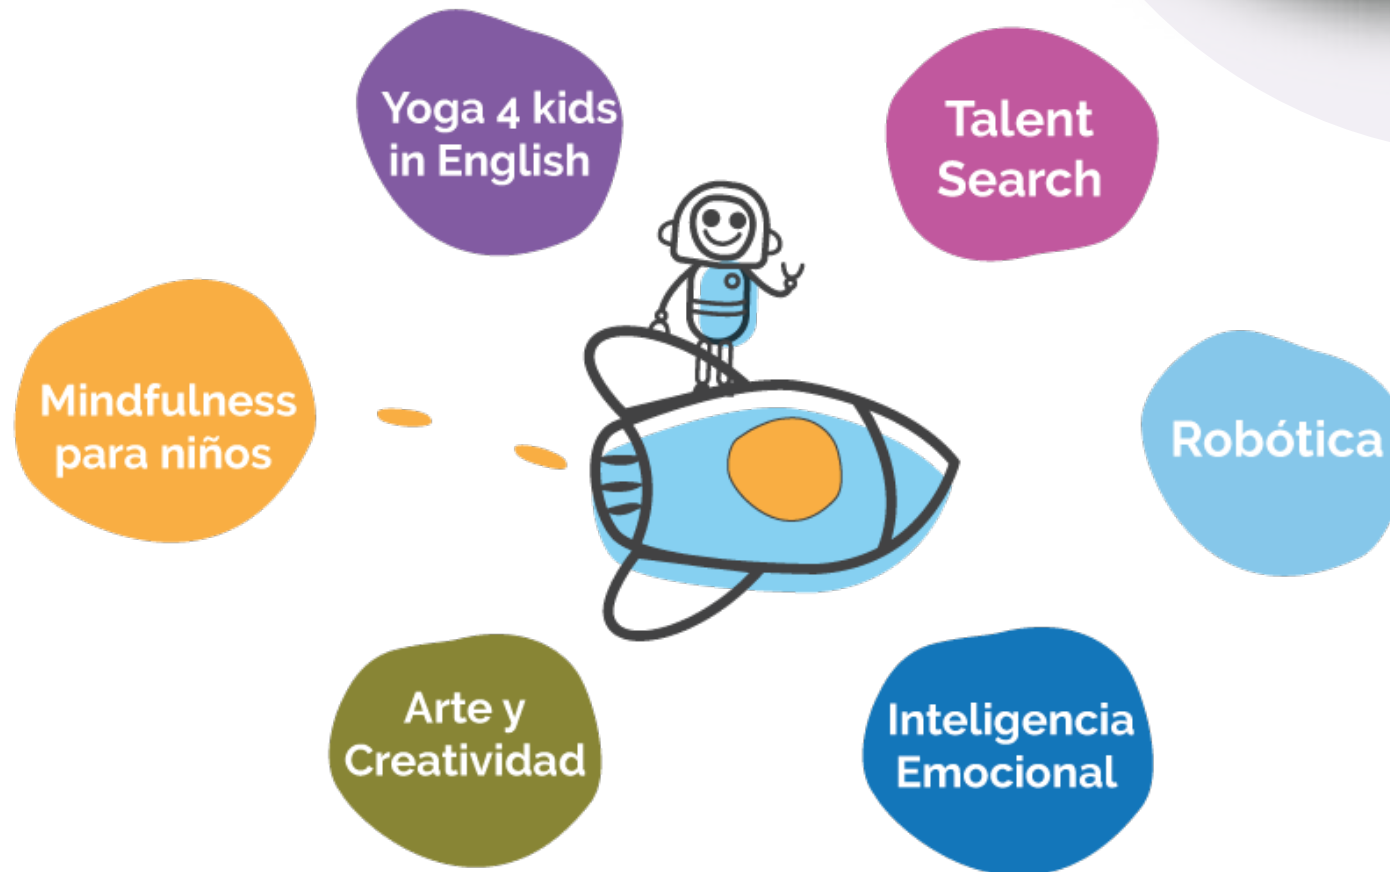 Yoga 4 kids
in English
Talent
Search
Mindfulness
para niños
Robótica
Arte y
Creatividad
Inteligencia
Emocional